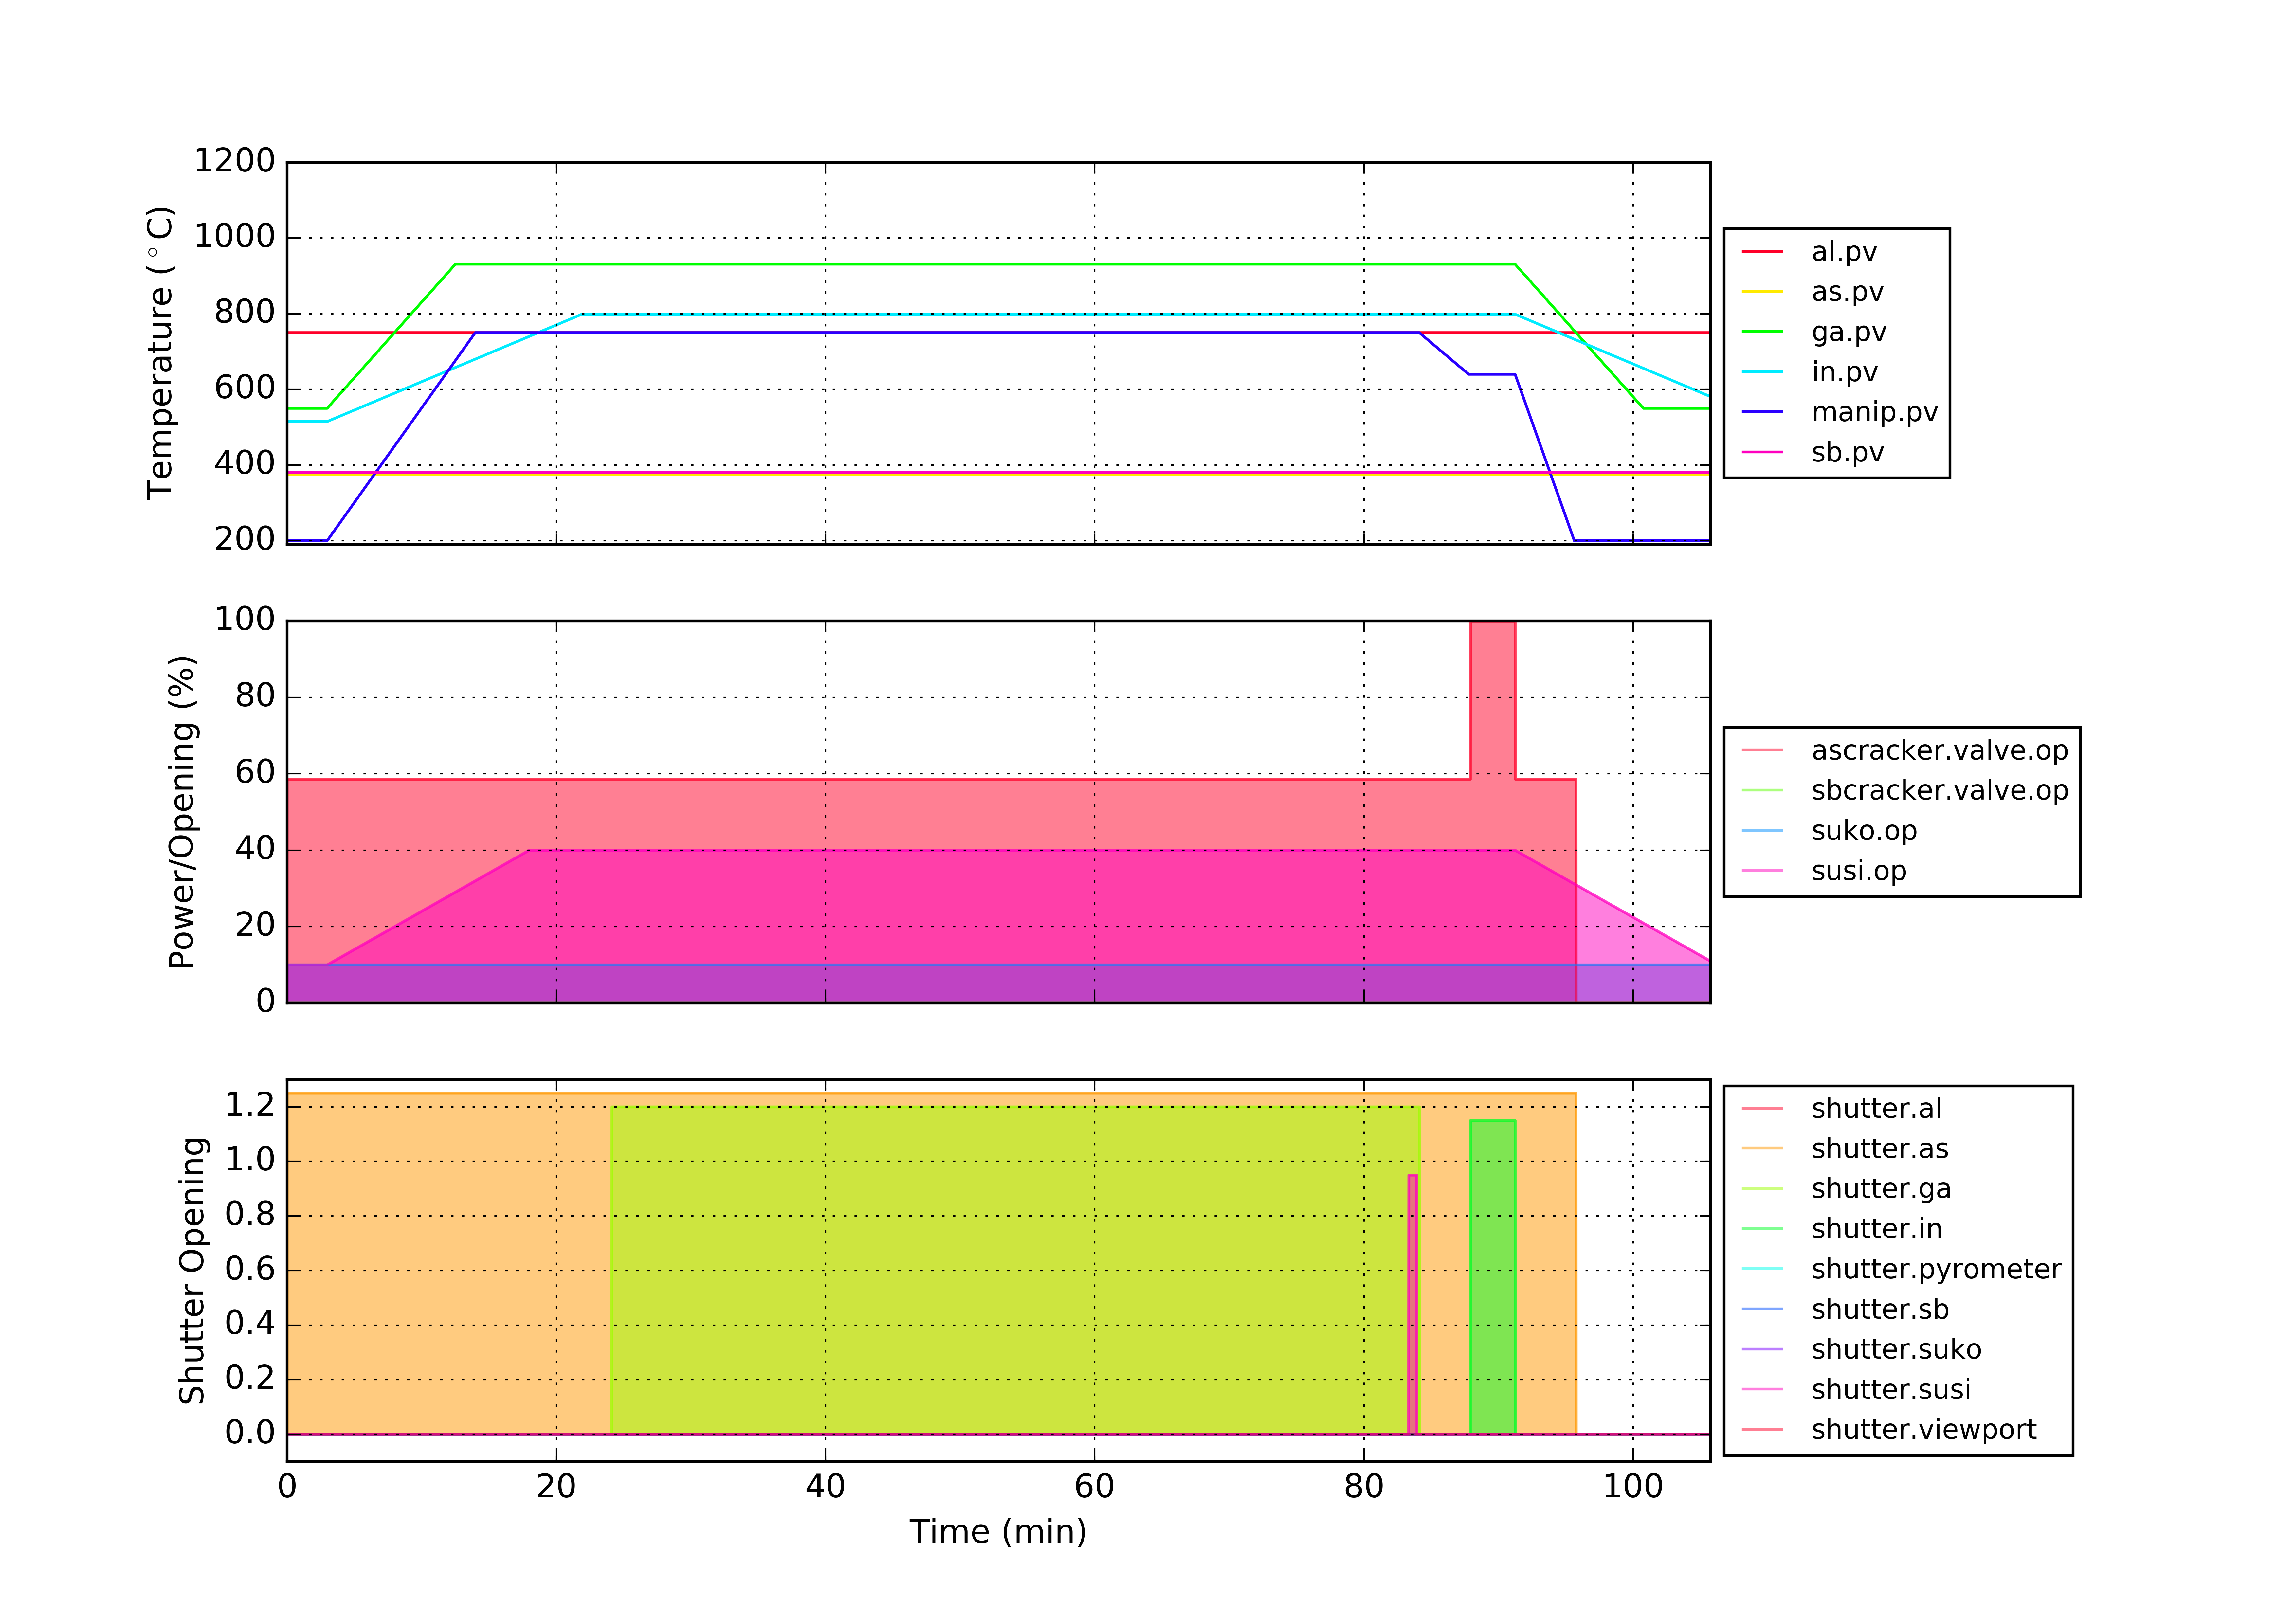 1200
1000
800
600
400
200
Temperature (°C)
al.pv
as.pv
ga.pv
in.pv
manip.pv
sb.pv
100
80
60
40
20
0
Power/Opening (%)
ascracker.valve.op
sbcracker.valve.op
suko.op
susi.op
1.2
1.0
0.8
0.6
0.4
0.2
0.0
Shutter Opening
shutter.al
shutter.as
shutter.ga
shutter.in
shutter.pyrometer
shutter.sb
shutter.suko
shutter.susi
shutter.viewport
0 20 40 60 80 100
Time (min)